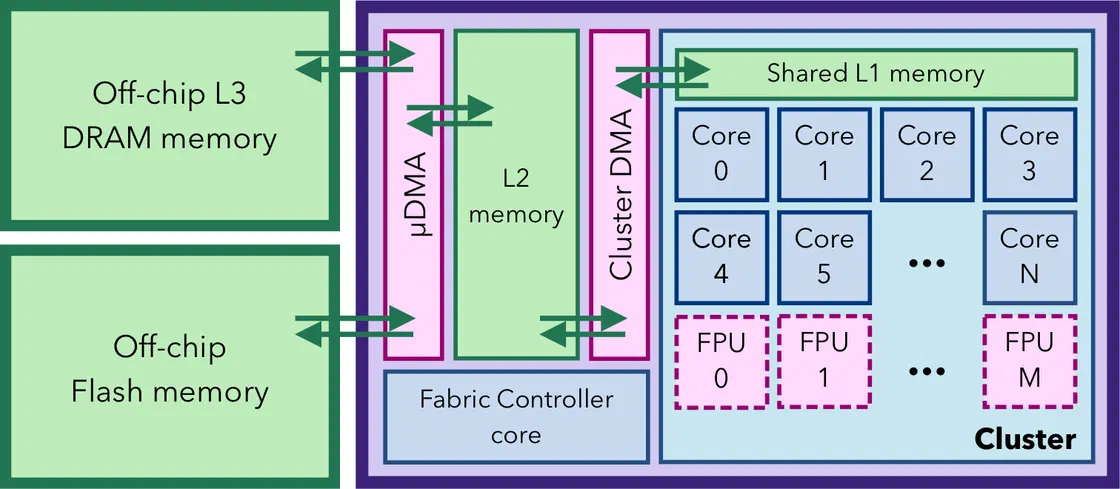 Off-chip L3
DRAM memory
Off-chip
Flash memory
μDMA
L2
memory
Cluster DMA
Fabric Controller
core
Shared L1 memory
Core
0
Core
1
Core
2
Core
3
Core
4
Core
5
...
Core
N
FPU
0
FPU
1
...
FPU
M
Cluster